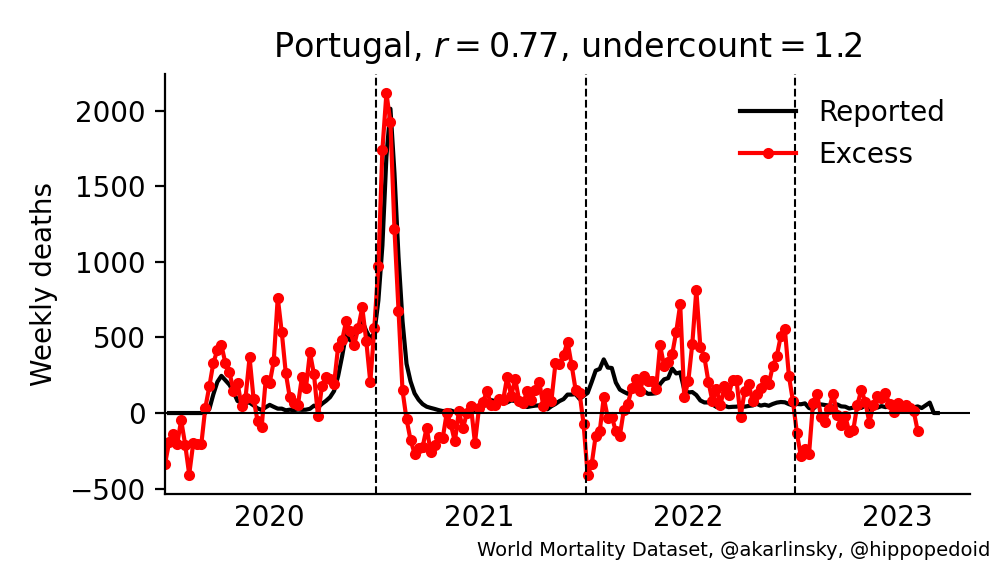 Portugal, r = 0.77, undercount = 1.2
Weekly deaths
2000
1500
1000
500
0
−500
Reported
Excess
2020 2021 2022 2023
World Mortality Dataset, @akarlinsky, @hippopedoid